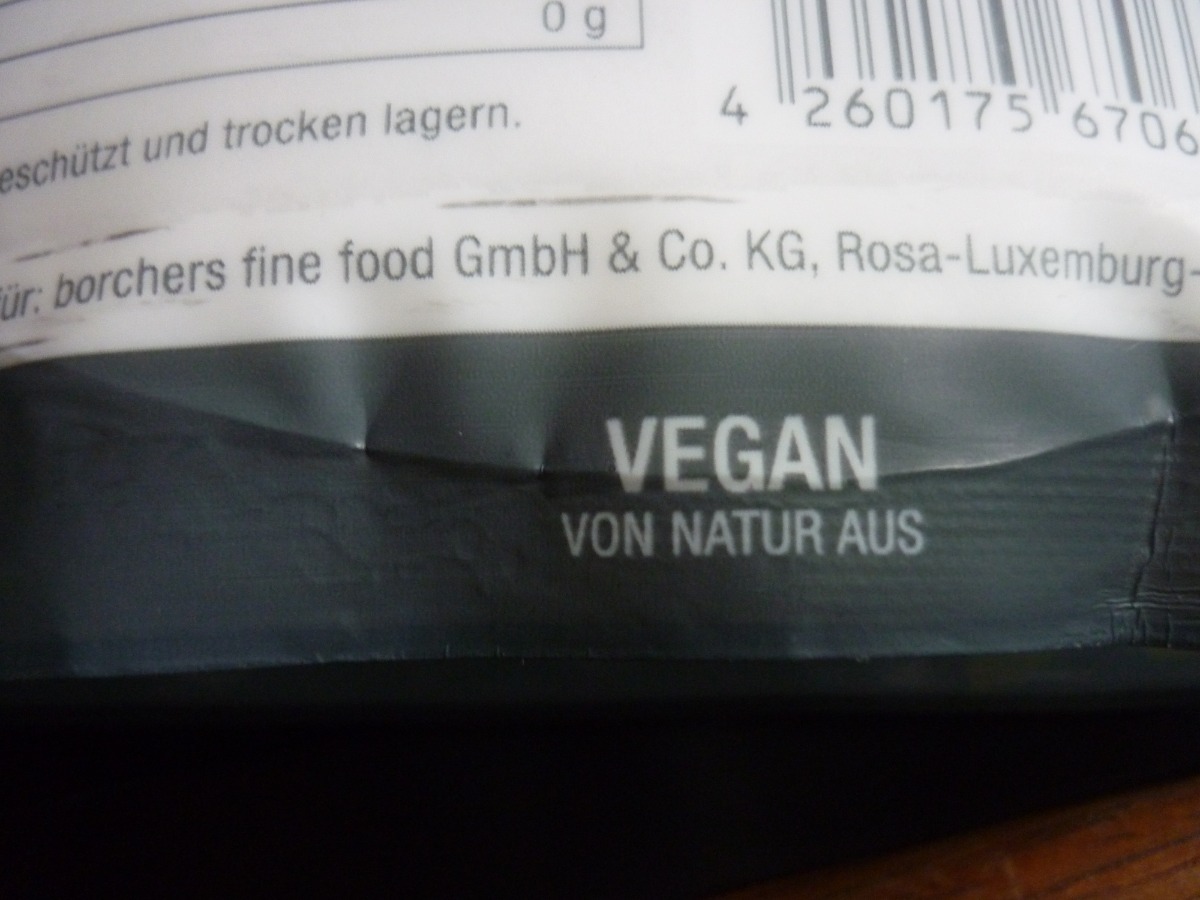 0 g
4 260175 6706
eschützt und trocken lagern.
ür: borchers fine food GmbH & Co. KG, Rosa-Luxemburg-
VEGAN
VON NATUR AUS